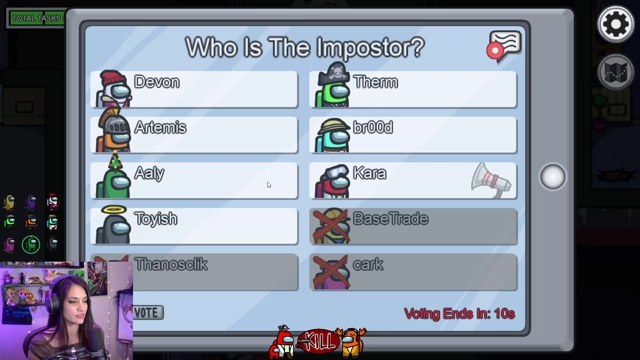 TOTAL TASKS
Who Is The Impostor?
Devon
Therm
Artemis
br00d
Aaly
Kara
Toyish
BaseTrade
Thanosclik
cark
VOTE
Voting Ends In: 10s
KILL